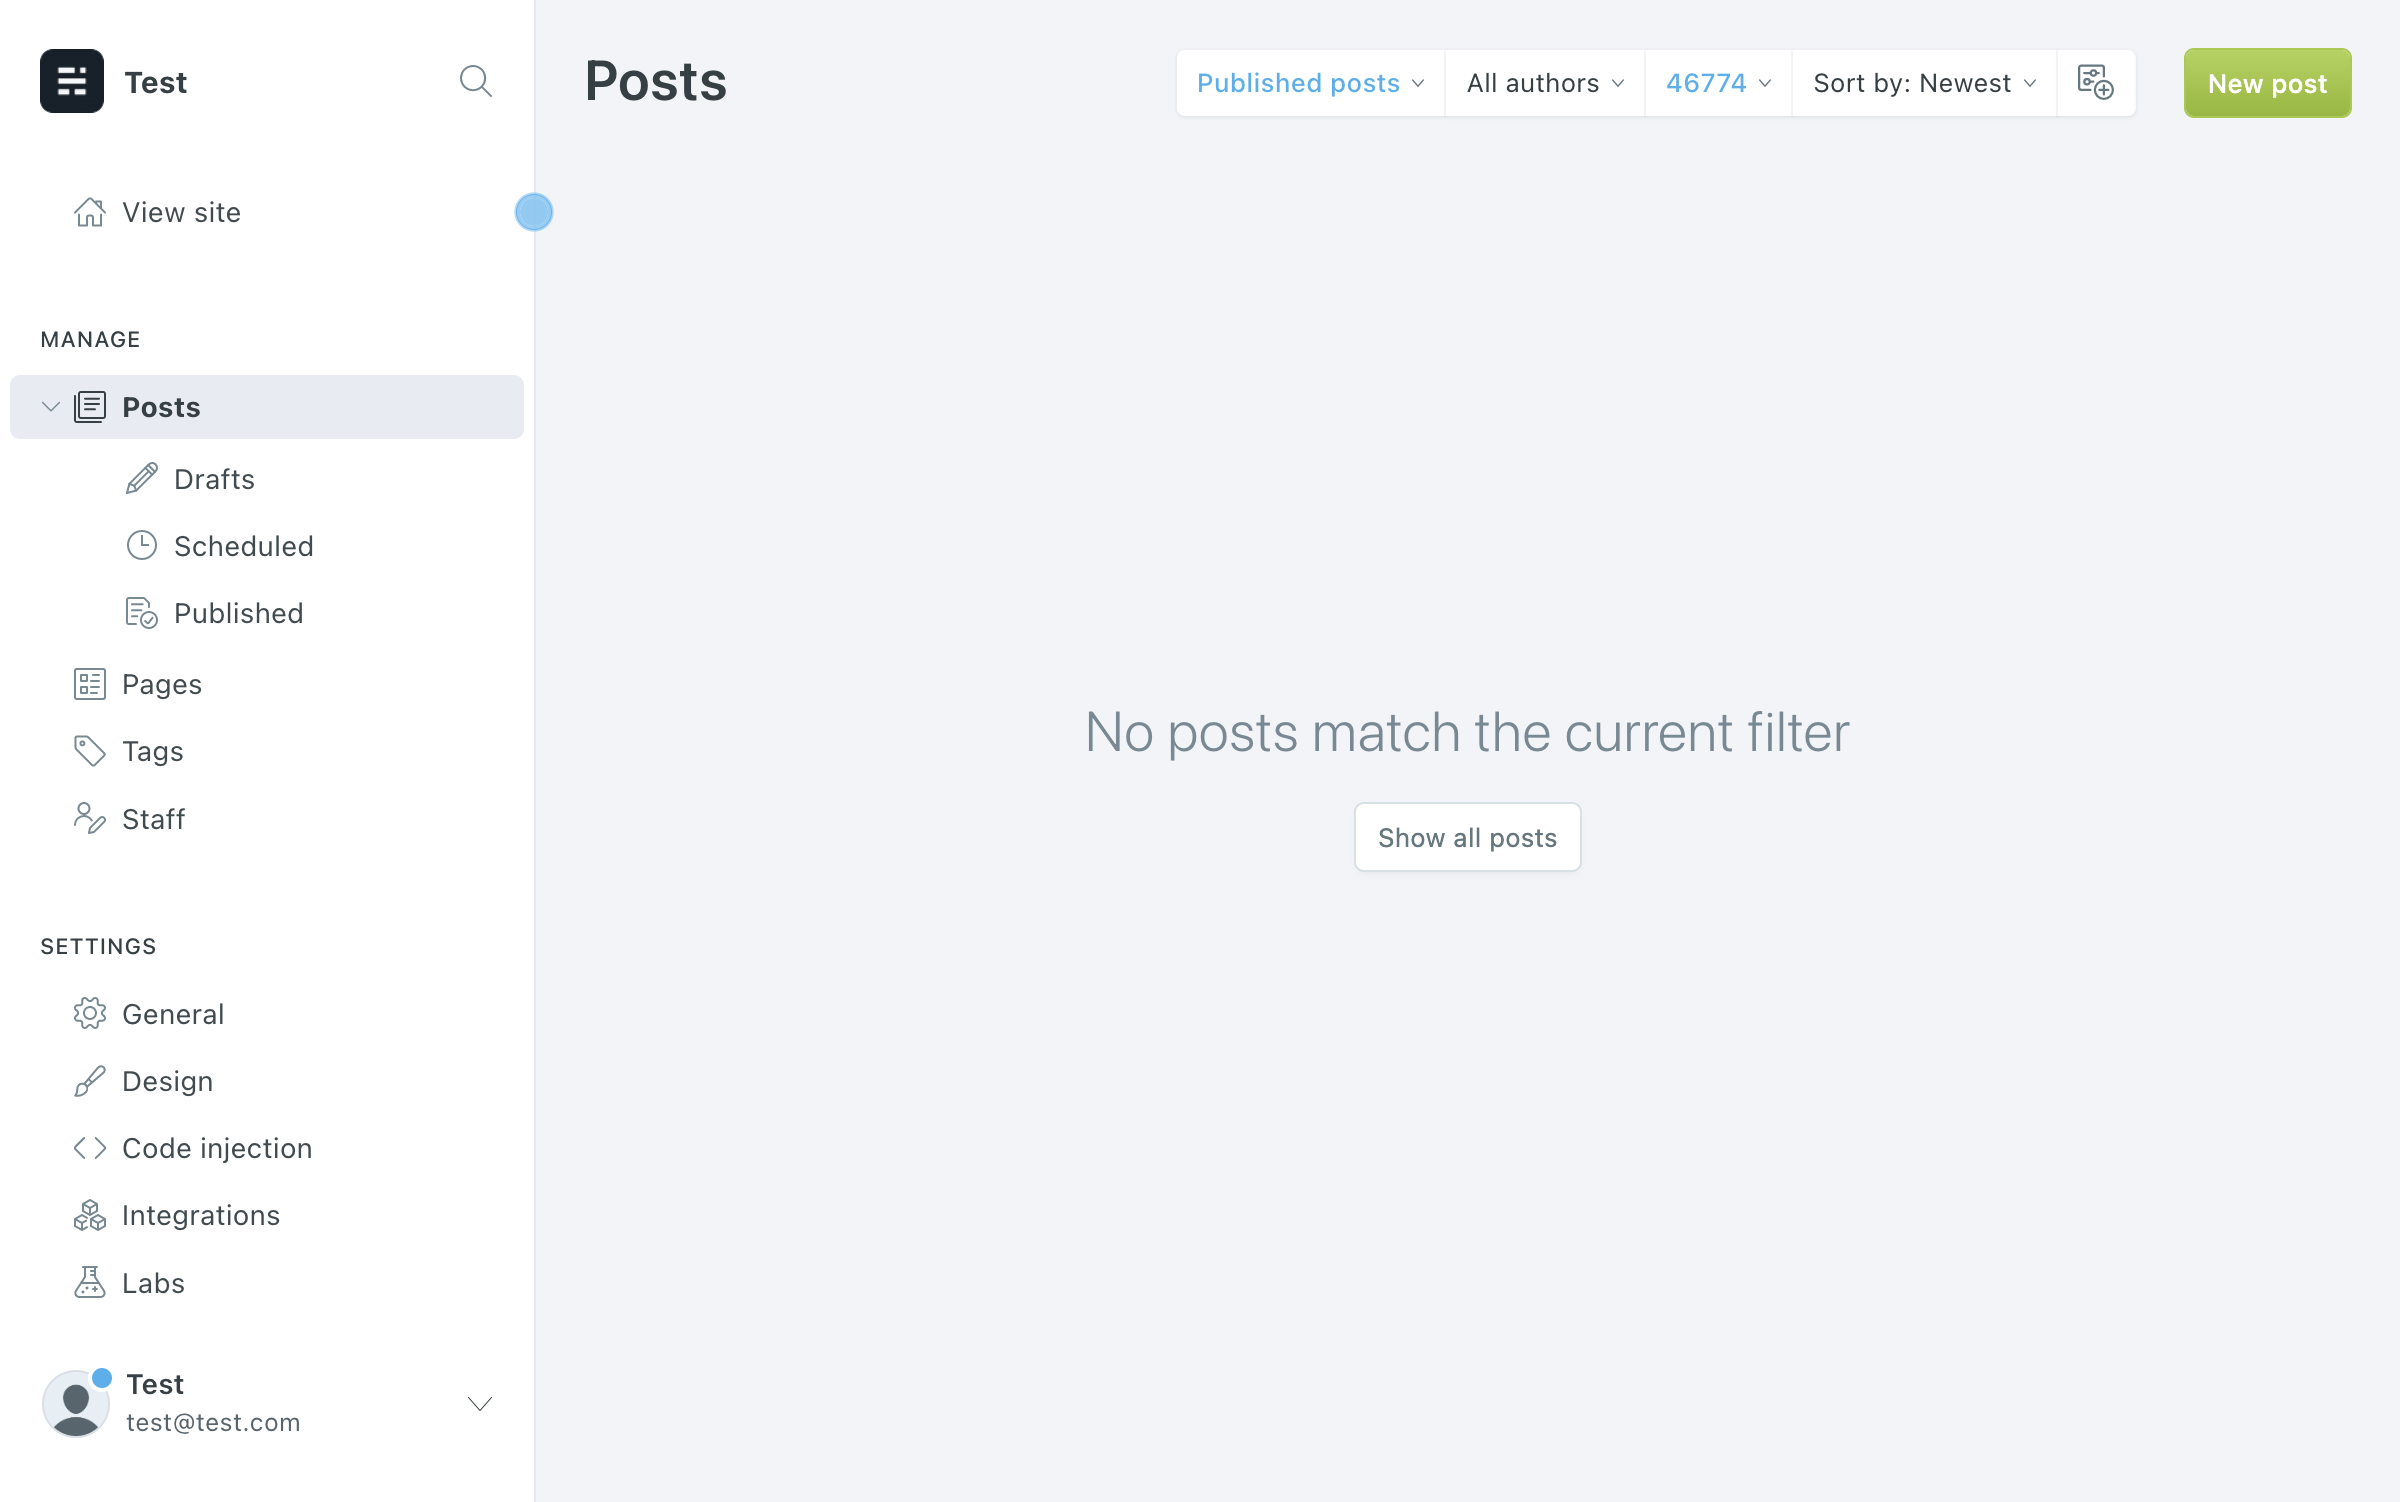 Test
View site
MANAGE
Posts
Drafts
Scheduled
Published
Pages
Tags
Staff
SETTINGS
General
Design
Code injection
Integrations
Labs
Test
test@test.com
Posts
Published posts
All authors
46774
Sort by: Newest
New post
No posts match the current filter
Show all posts